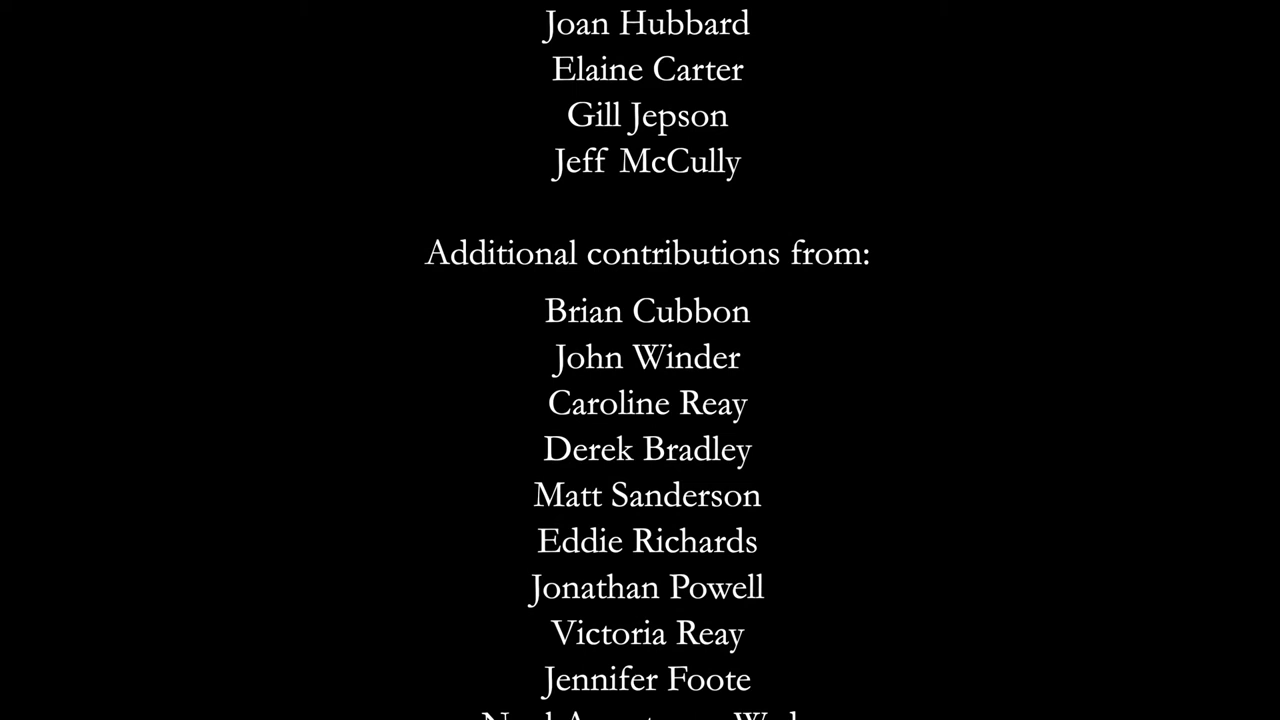 Joan Hubbard
Elaine Carter
Gill Jepson
Jeff McCully
Additional contributions from:
Brian Cubbon
John Winder
Caroline Reay
Derek Bradley
Matt Sanderson
Eddie Richards
Jonathan Powell
Victoria Reay
Jennifer Foote